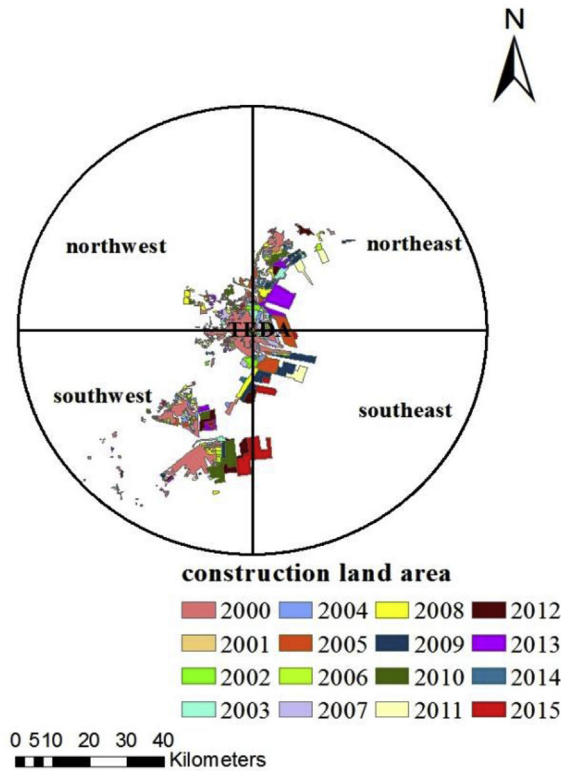 N
northwest
northeast
TEDA
southwest
southeast
construction land area
2000 2004 2008 2012
2001 2005 2009 2013
2002 2006 2010 2014
2003 2007 2011 2015
0 5 10 20 30 40
Kilometers